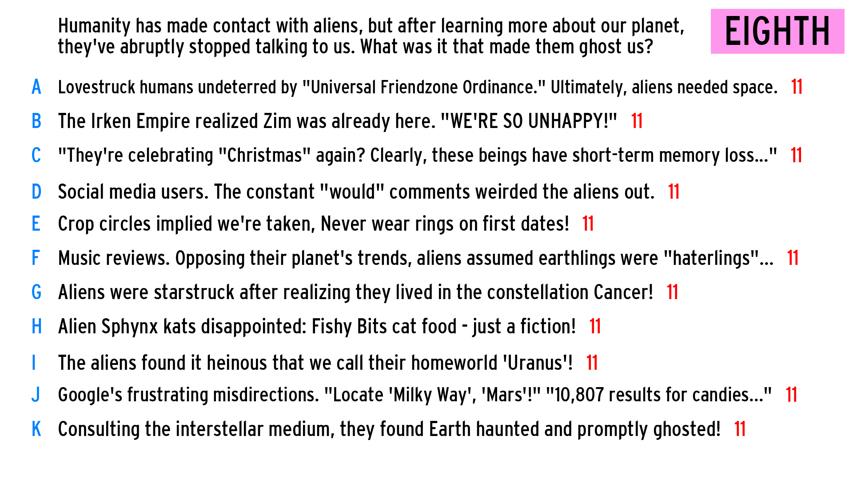 Humanity has made contact with aliens, but after learning more about our planet,
they've abruptly stopped talking to us. What was it that made them ghost us?
EIGHTH
A Lovestruck humans undeterred by "Universal Friendzone Ordinance." Ultimately, aliens needed space. 11
B The Irken Empire realized Zim was already here. "WE'RE SO UNHAPPY!" 11
C "They're celebrating "Christmas" again? Clearly, these beings have short-term memory loss..." 11
D Social media users. The constant "would" comments weirded the aliens out. 11
E Crop circles implied we're taken, Never wear rings on first dates! 11
F Music reviews. Opposing their planet's trends, aliens assumed earthlings were "haterlings"... 11
G Aliens were starstruck after realizing they lived in the constellation Cancer! 11
H Alien Sphynx kats disappointed: Fishy Bits cat food - just a fiction! 11
I The aliens found it heinous that we call their homeworld 'Uranus'! 11
J Google's frustrating misdirections. "Locate 'Milky Way', 'Mars'!" "10,807 results for candies..." 11
K Consulting the interstellar medium, they found Earth haunted and promptly ghosted! 11